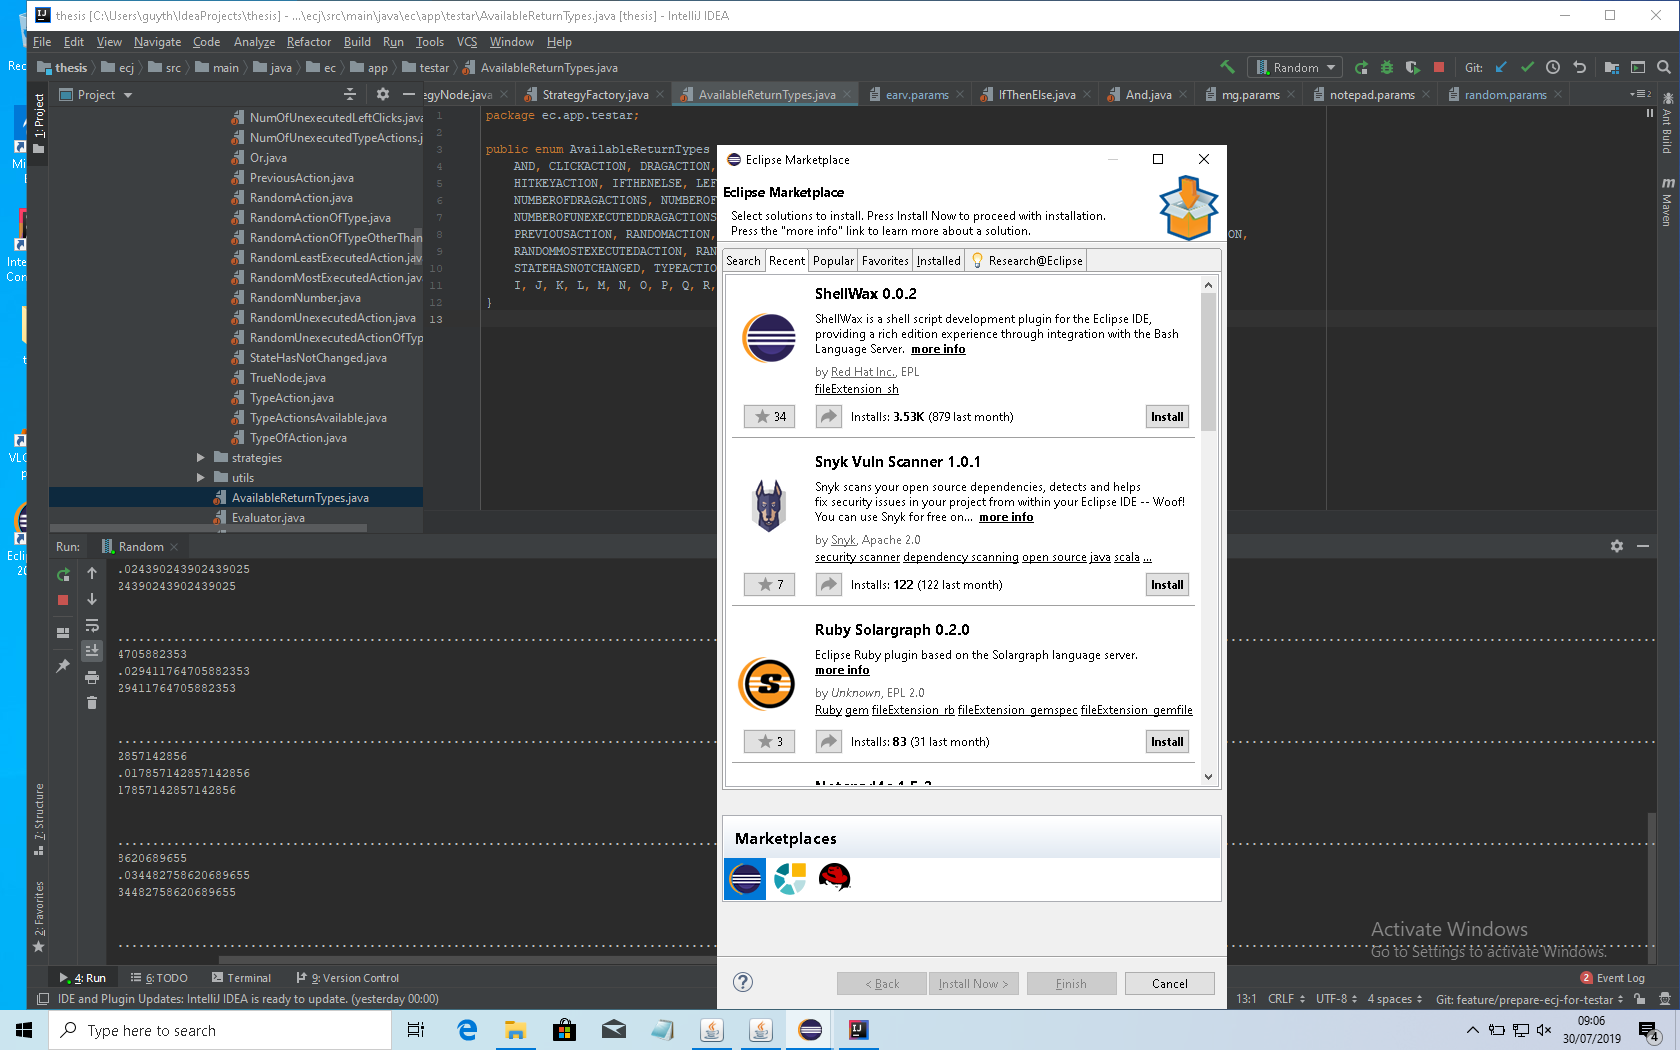 thesis [C:\Users\guyth\IdeaProjects\thesis] - ...\ecj\src\main\java\ec\app\testar\AvailableReturnTypes.java [thesis] - IntelliJ IDEA
File Edit View Navigate Code Analyze Refactor Build Run Tools VCS Window Help
thesis ecj src main java ec app testar AvailableReturnTypes.java Random Git:
1: Project
Project
egyNode.java StrategyFactory.java AvailableReturnTypes.java earv.params IfThenElse.java And.java mg.params notepad.params random.params
NumOfUnexecutedLeftClicks.java
NumOfUnexecutedTypeActions.j
Or.java
PreviousAction.java
RandomAction.java
RandomActionOfType.java
RandomActionOfTypeOtherThan
RandomLeastExecutedAction.jav
RandomMostExecutedAction.jav
RandomNumber.java
RandomUnexecutedAction.java
RandomUnexecutedActionOfTyp
StateHasNotChanged.java
TrueNode.java
TypeAction.java
TypeActionsAvailable.java
TypeOfAction.java
strategies
utils
AvailableReturnTypes.java
Evaluator.java
1 package ec.app.testar;
2
3 public enum AvailableReturnTypes
4 AND, CLICKACTION, DRAGACTION,
5 HITKEYACTION, IFTHENELSE, LEF
6 NUMBEROFDRAGACTIONS, NUMBEROF
7 NUMBEROFUNEXECUTEDDRAGACTIONS
8 PREVIOUSACTION, RANDOMACTION, ION,
9 RANDOMMOSTEXECUTEDACTION, RAN
10 STATEHASNOTCHANGED, TYPEACTIO
11 I, J, K, L, M, N, O, P, Q, R,
12 }
13
Ant Build
Maven
Eclipse Marketplace
Eclipse Marketplace
Select solutions to install. Press Install Now to proceed with installation.
Press the "more info" link to learn more about a solution.
Search Recent Popular Favorites Installed Research@Eclipse
ShellWax 0.0.2
ShellWax is a shell script development plugin for the Eclipse IDE,
providing a rich edition experience through integration with the Bash
Language Server. more info
by Red Hat Inc., EPL
fileExtension_sh
34 Installs: 3.53K (879 last month) Install
Snyk Vuln Scanner 1.0.1
Snyk scans your open source dependencies, detects and helps
fix security issues in your project from within your Eclipse IDE -- Woof!
You can use Snyk for free on... more info
by Snyk, Apache 2.0
security scanner dependency scanning open source java scala ...
7 Installs: 122 (122 last month) Install
Ruby Solargraph 0.2.0
Eclipse Ruby plugin based on the Solargraph language server.
more info
by Unknown, EPL 2.0
Ruby gem fileExtension_rb fileExtension_gemspec fileExtension_gemfile
3 Installs: 83 (31 last month) Install
Marketplaces
< Back Install Now > Finish Cancel
Run: Random
.024390243902439025
24390243902439025
4705882353
.029411764705882353
29411764705882353
2857142856
.017857142857142856
17857142857142856
8620689655
.034482758620689655
34482758620689655
7: Structure
2: Favorites
Activate Windows
Go to Settings to activate Windows.
4: Run 6: TODO Terminal 9: Version Control 2 Event Log
IDE and Plugin Updates: IntelliJ IDEA is ready to update. (yesterday 00:00) 13:1 CRLF UTF-8 4 spaces Git: feature/prepare-ecj-for-testar
Type here to search
09:06
30/07/2019
4